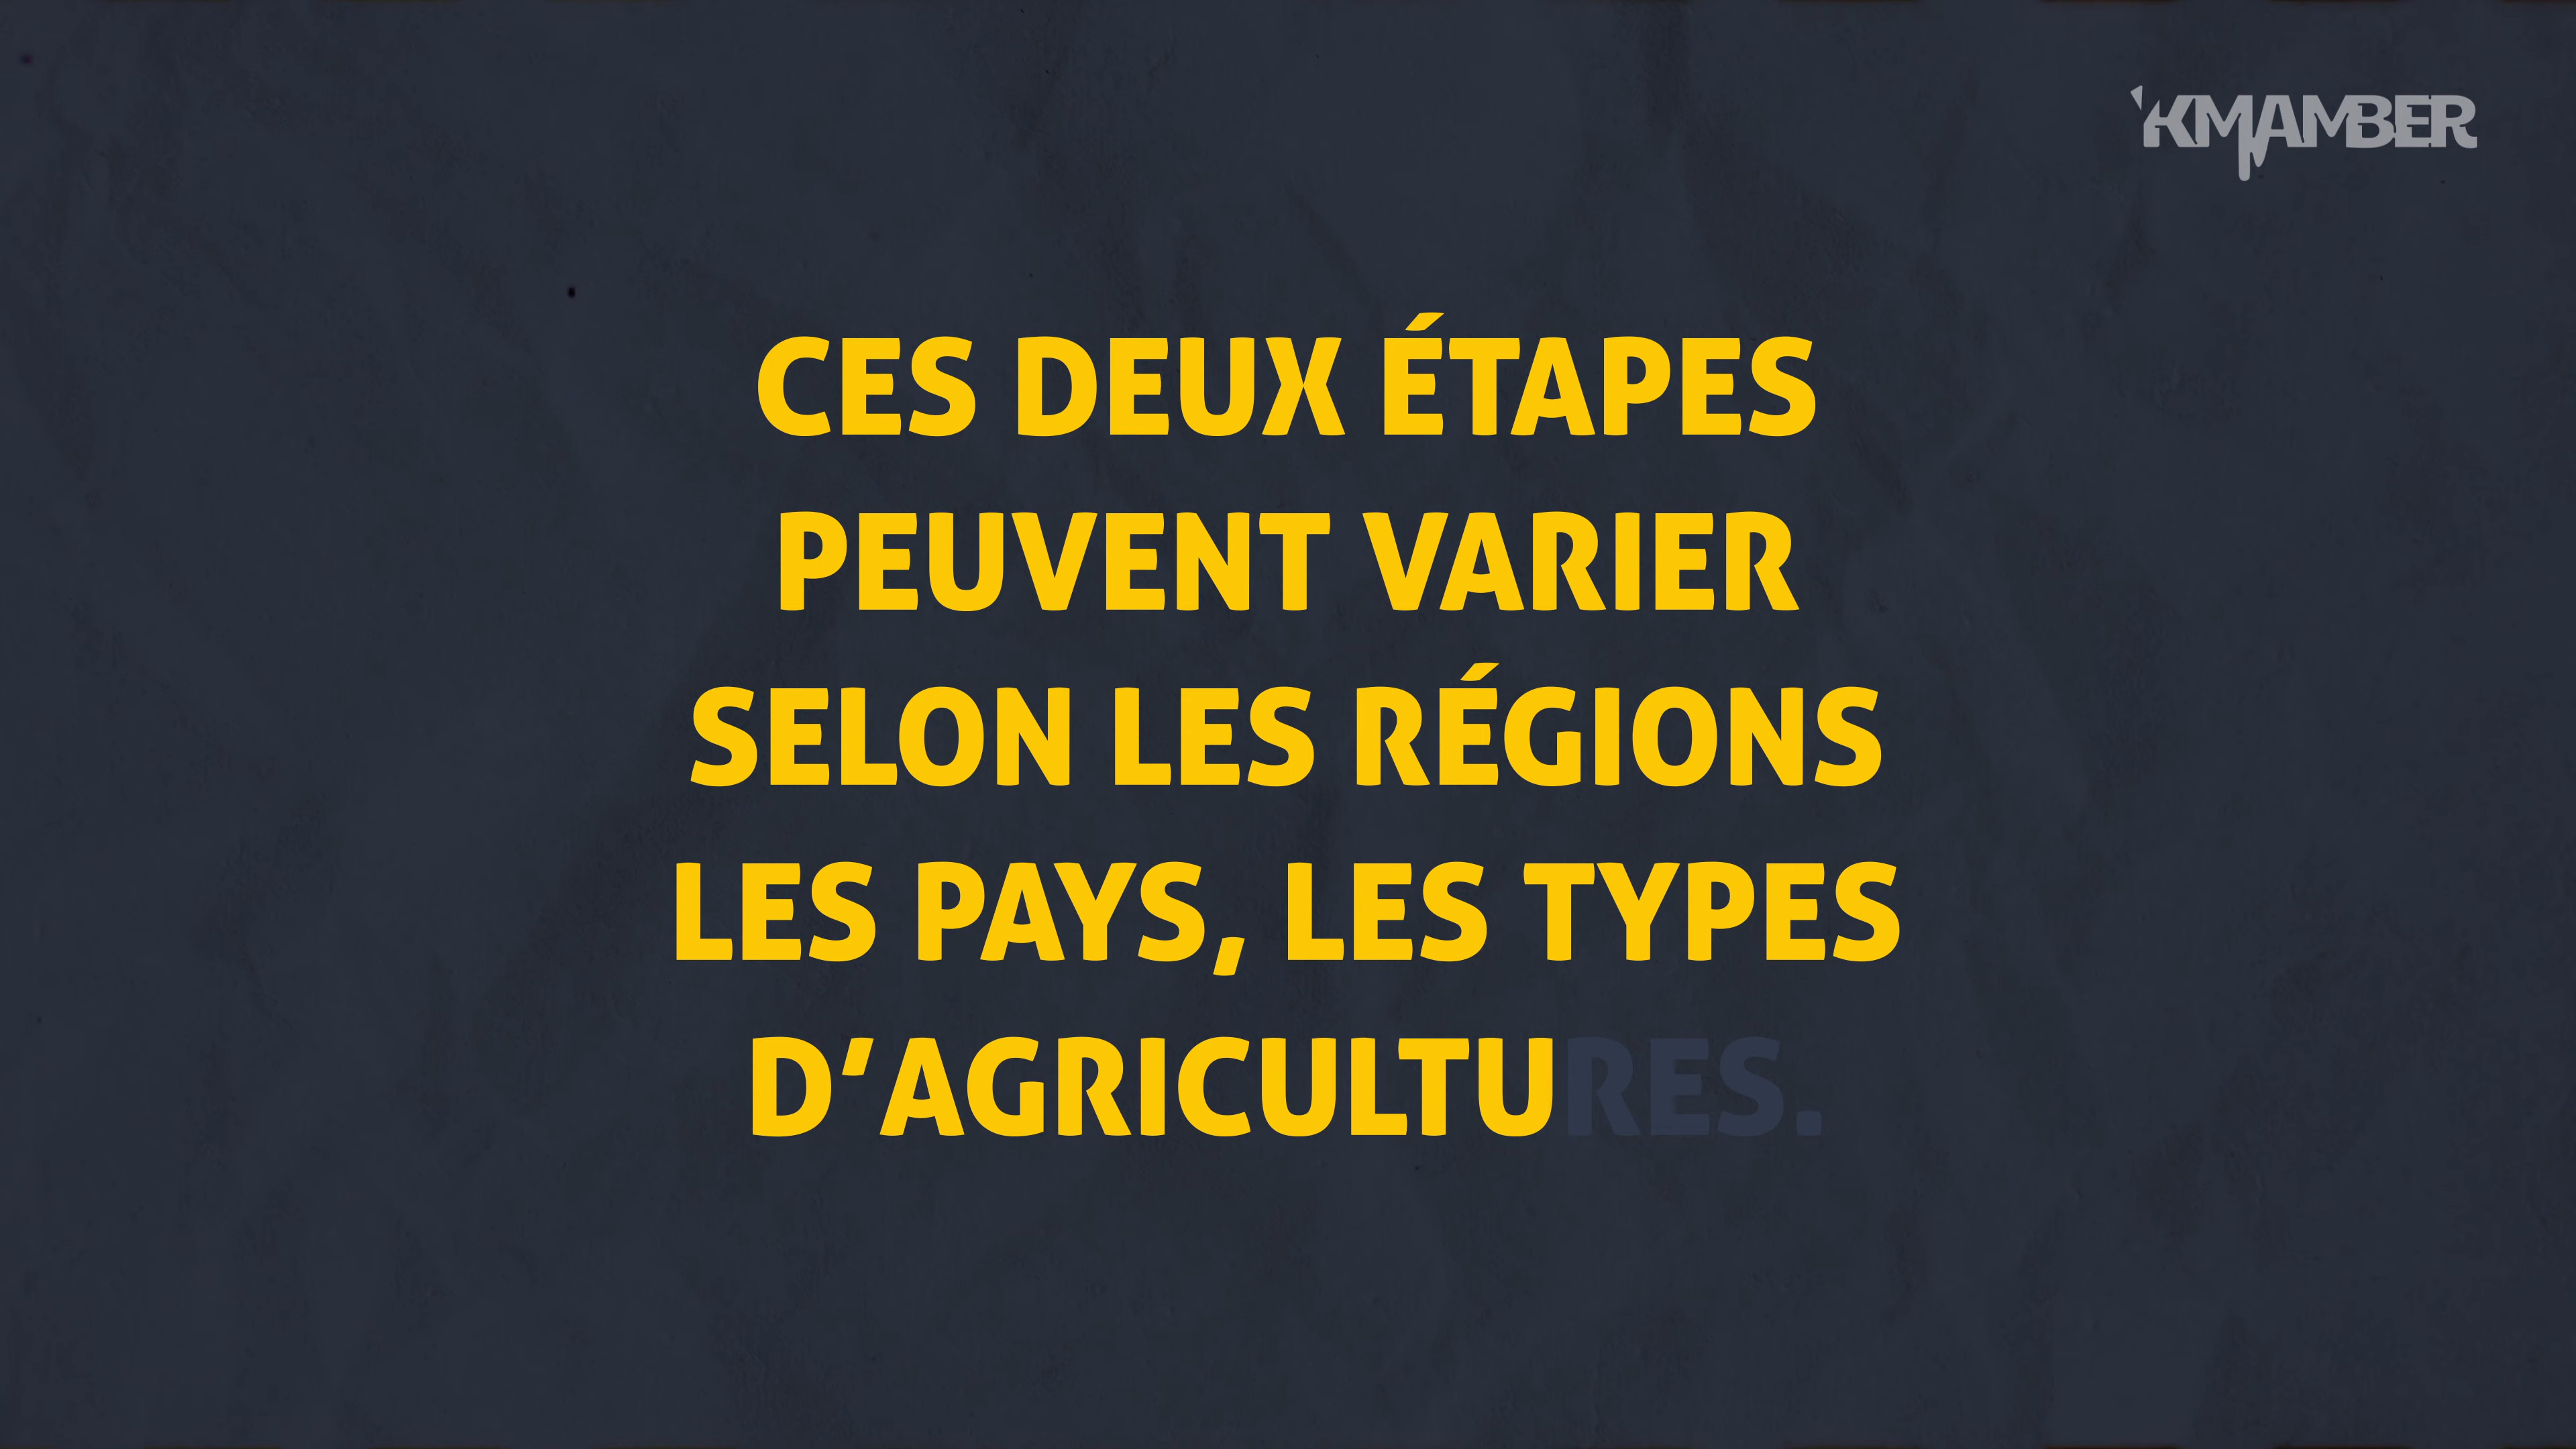 'KMAMBER
CES DEUX ÉTAPES
PEUVENT VARIER
SELON LES RÉGIONS
LES PAYS, LES TYPES
D’AGRICULTURES.